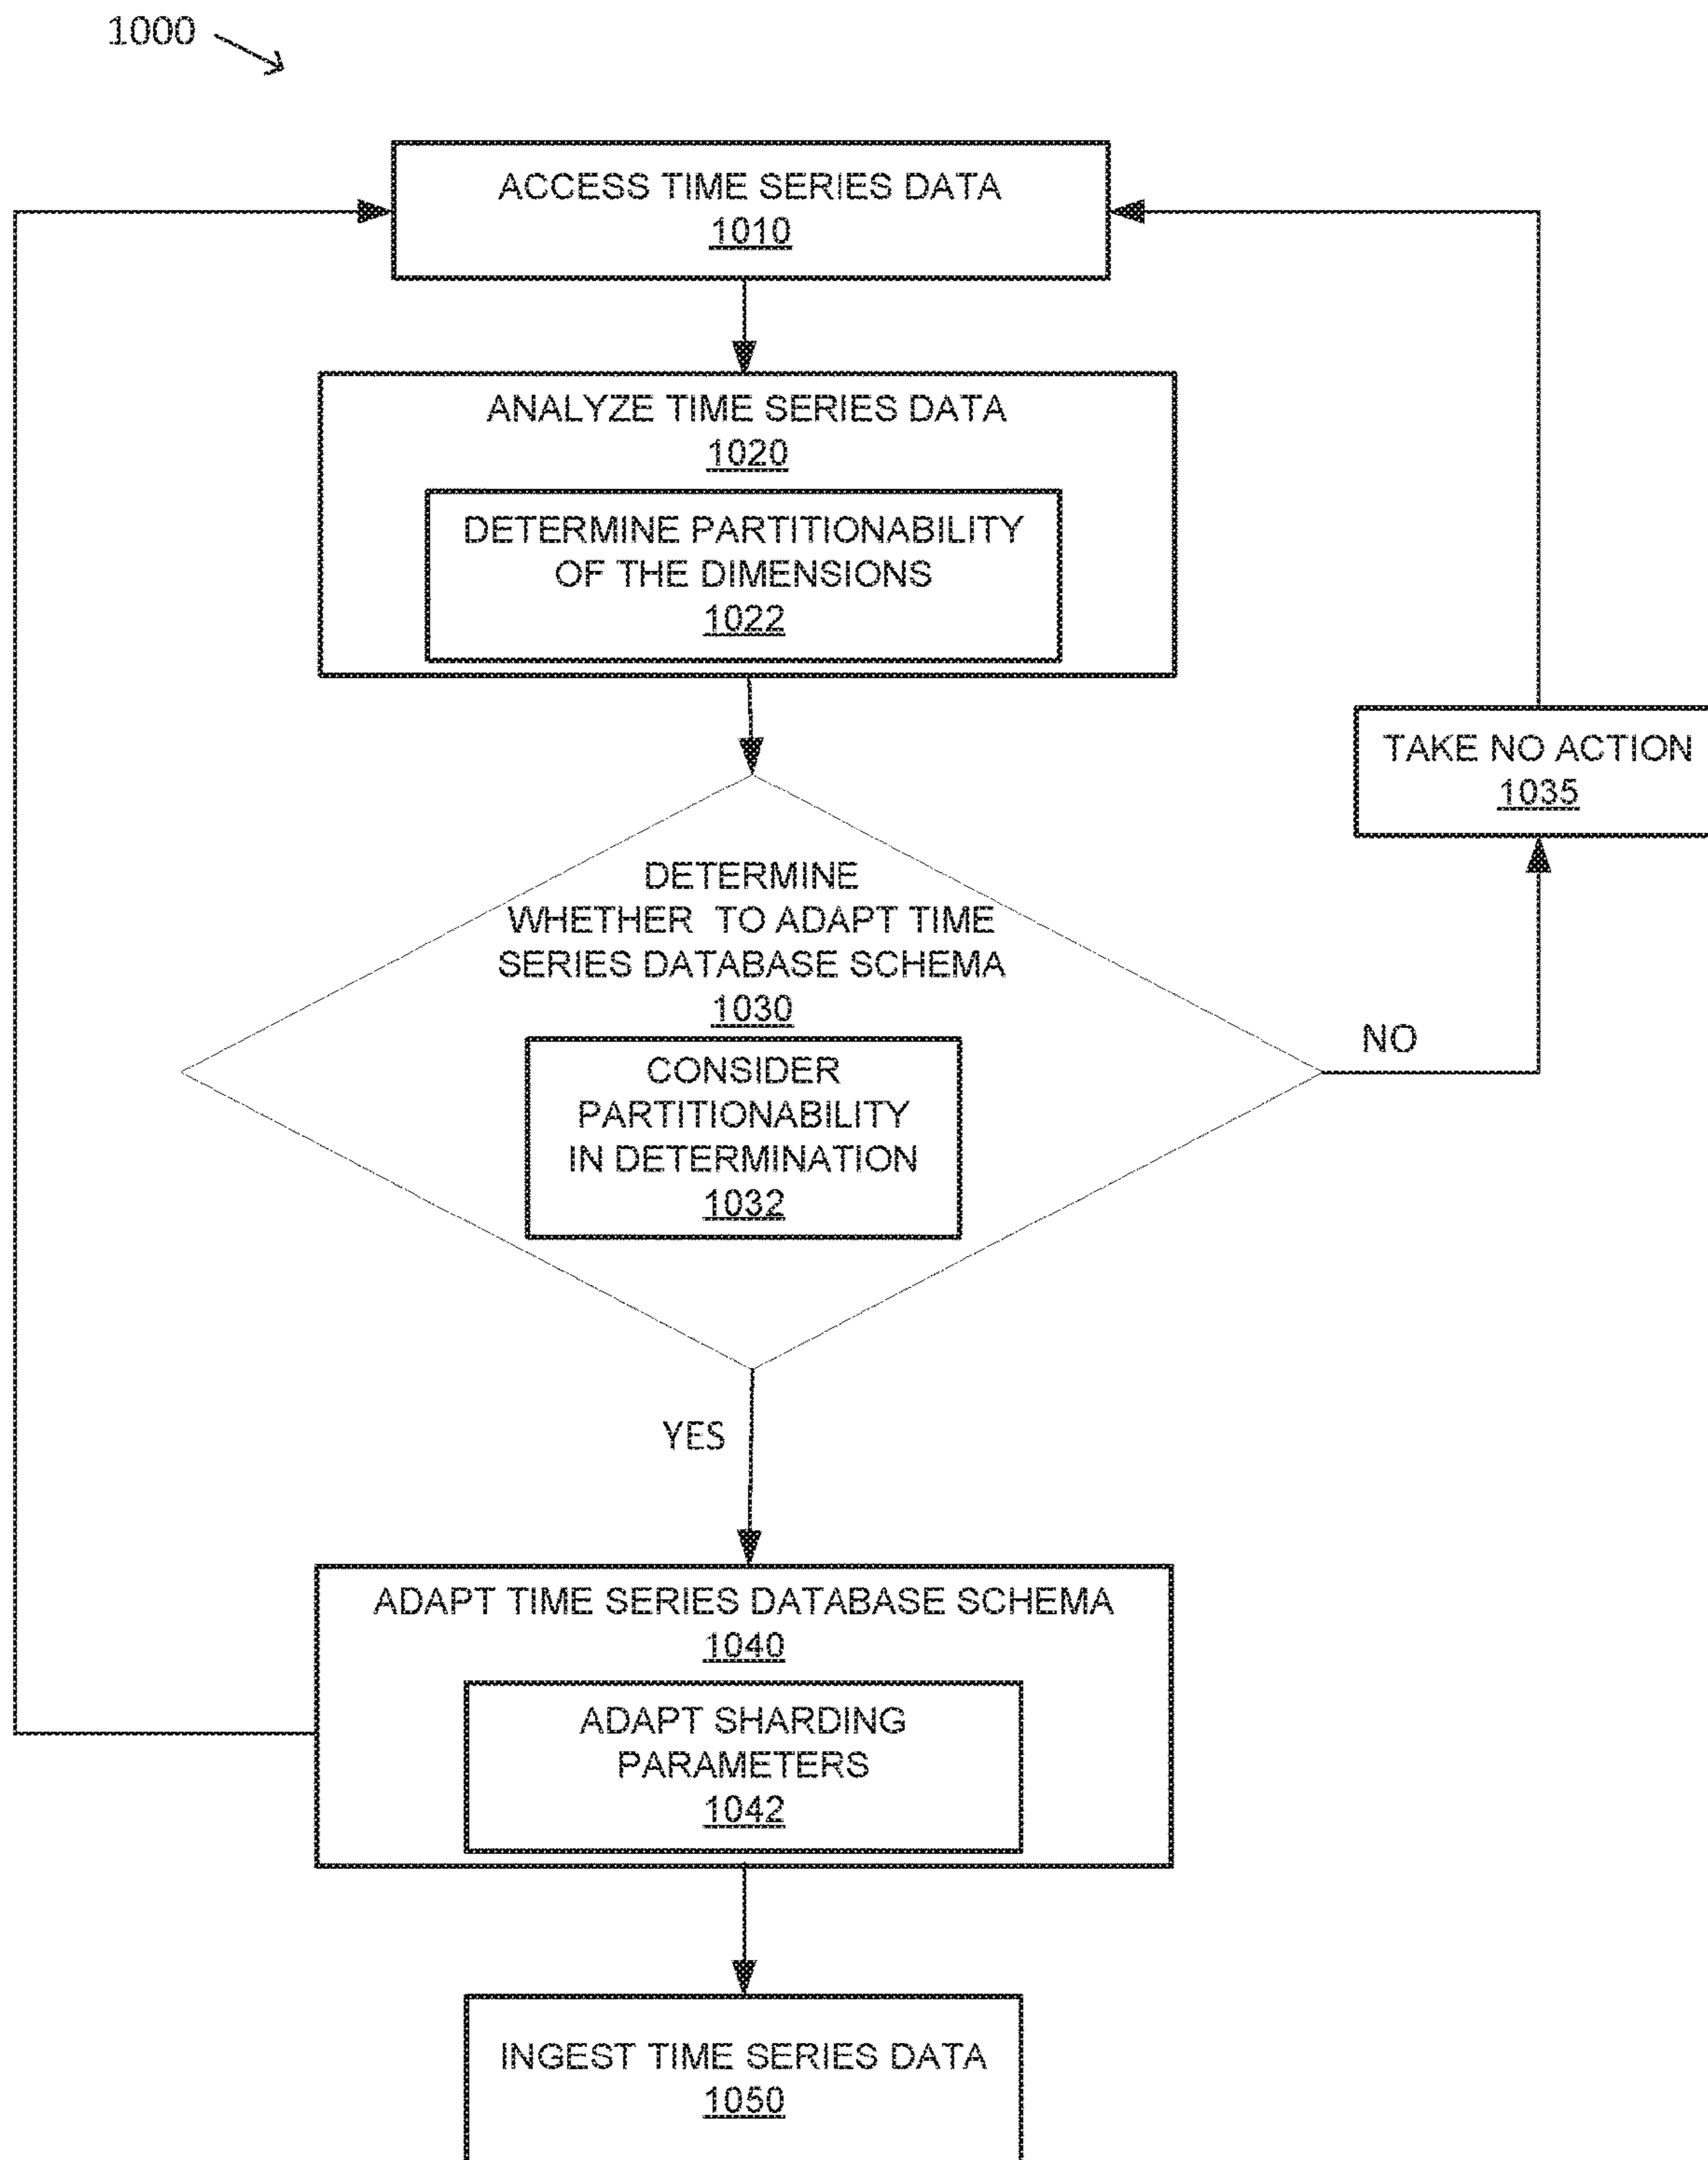 1000
ACCESS TIME SERIES DATA
1010
ANALYZE TIME SERIES DATA
1020
DETERMINE PARTITIONABILITY
OF THE DIMENSIONS
1022
TAKE NO ACTION
1035
DETERMINE
WHETHER TO ADAPT TIME
SERIES DATABASE SCHEMA
1030
CONSIDER
PARTITIONABILITY
IN DETERMINATION
1032
NO
YES
ADAPT TIME SERIES DATABASE SCHEMA
1040
ADAPT SHARDING
PARAMETERS
1042
INGEST TIME SERIES DATA
1050